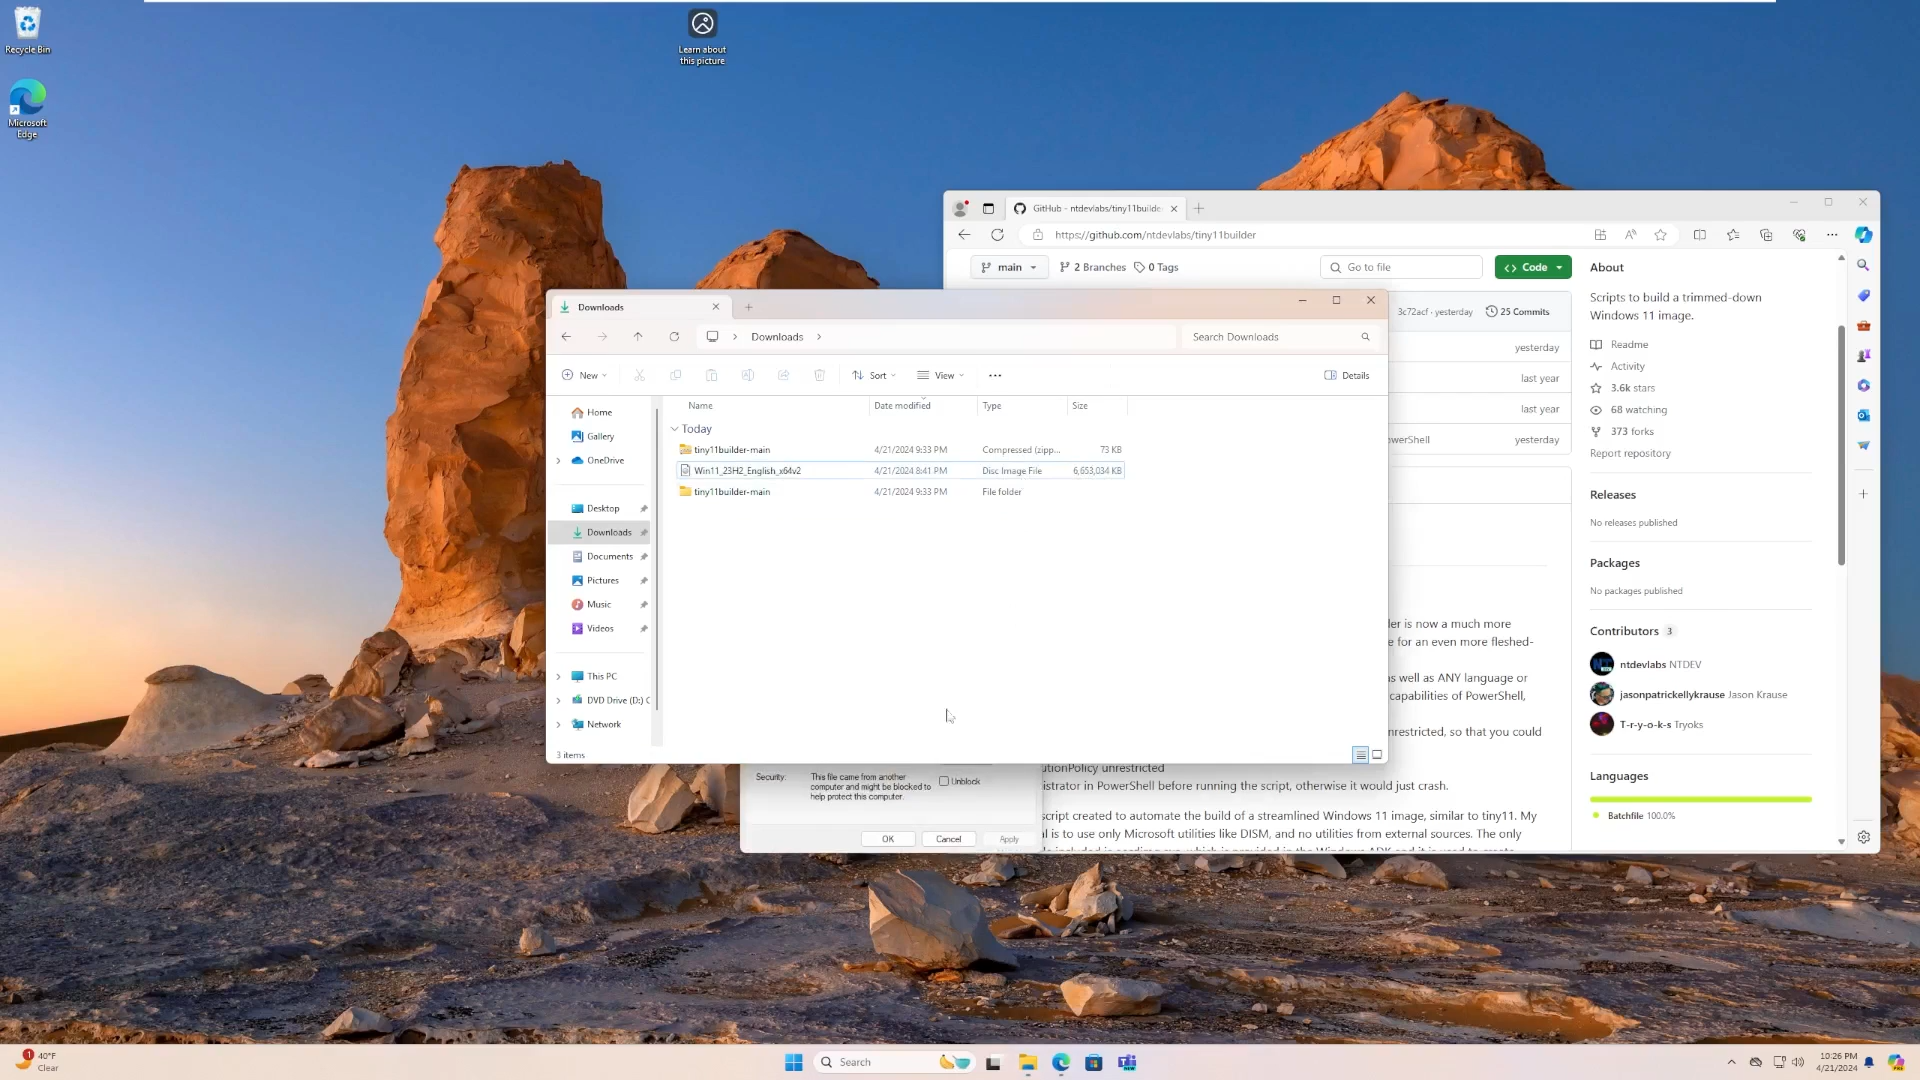 Recycle Bin
Microsoft
Edge
Learn about
this picture
GitHub - ntdevlabs/tiny11builde
https://github.com/ntdevlabs/tiny11builder
main
2 Branches
0 Tags
Go to file
Code
3c72acf · yesterday
25 Commits
yesterday
last year
last year
yesterday
About
Scripts to build a trimmed-down
Windows 11 image.
Readme
Activity
3.6k stars
68 watching
373 forks
Report repository
Releases
No releases published
Packages
No packages published
Contributors 3
ntdevlabs NTDEV
jasonpatrickellykrause Jason Krause
T-r-y-o-k-s Tryoks
Languages
Batchfile 100.0%
Downloads
Downloads
Search Downloads
New
Sort
View
Details
Home
Gallery
OneDrive
Desktop
Downloads
Documents
Pictures
Music
Videos
This PC
DVD Drive (D:) C
Network
Name
Date modified
Type
Size
Today
tiny11builder-main 4/21/2024 9:33 PM Compressed (zipp... 73 KB
Win11_23H2_English_x64v2 4/21/2024 8:41 PM Disc Image File 6,653,034 KB
tiny11builder-main 4/21/2024 9:33 PM File folder
3 items
is now a much more
for an even more fleshed-
well as ANY language or
capabilities of PowerShell,
so that you could
unrestricted
in PowerShell before running the script, otherwise it would just crash.
script created to automate the build of a streamlined Windows 11 image, similar to tiny11. My
is to use only Microsoft utilities like DISM, and no utilities from external sources. The only
Security:
This file came from another
computer and might be blocked to
help protect this computer.
Unblock
OK
Cancel
Apply
1
40°F
Clear
Search
10:26 PM
4/21/2024